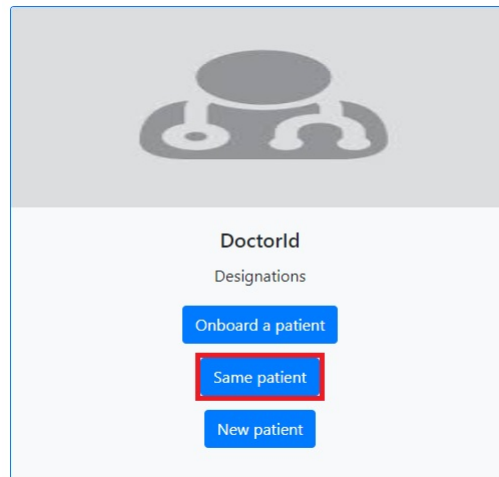 DoctorId
Designations
Onboard a patient
Same patient
New patient